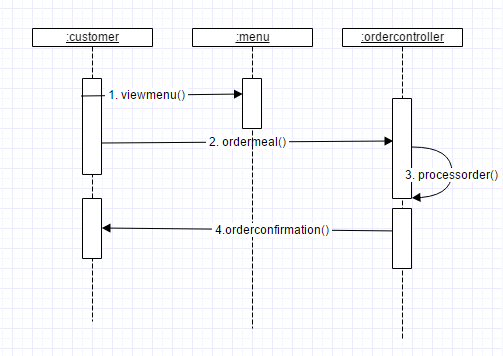 :customer
:menu
:ordercontroller
1. viewmenu()
2. ordermeal()
3. processorder()
4.orderconfirmation()